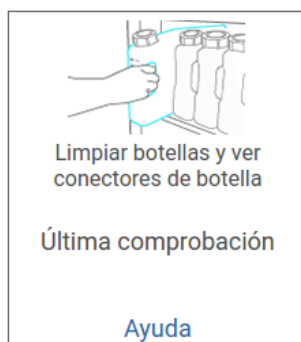 Limpiar botellas y ver
conectores de botella
Última comprobación
Ayuda